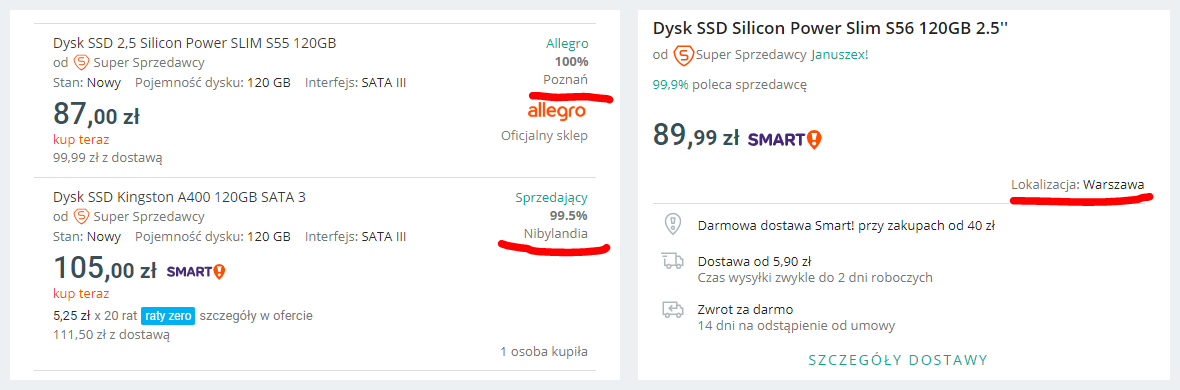 Dysk SSD 2,5 Silicon Power SLIM S55 120GB
Allegro
od S Super Sprzedawcy
100%
Stan: Nowy Pojemność dysku: 120 GB Interfejs: SATA III
Poznań
87,00 zł
allegro
kup teraz
Oficjalny sklep
99,99 zł z dostawą
Dysk SSD Kingston A400 120GB SATA 3
Sprzedający
od S Super Sprzedawcy
99.5%
Stan: Nowy Pojemność dysku: 120 GB Interfejs: SATA III
Nibylandia
105,00 zł SMART!
kup teraz
5,25 zł x 20 rat raty zero szczegóły w ofercie
111,50 zł z dostawą
1 osoba kupiła
Dysk SSD Silicon Power Slim S56 120GB 2.5''
od S Super Sprzedawcy Januszex!
99,9% poleca sprzedawcę
89,99 zł SMART!
Lokalizacja: Warszawa
Darmowa dostawa Smart! przy zakupach od 40 zł
Dostawa od 5,90 zł
Czas wysyłki zwykle do 2 dni roboczych
Zwrot za darmo
14 dni na odstąpienie od umowy
SZCZEGÓŁY DOSTAWY